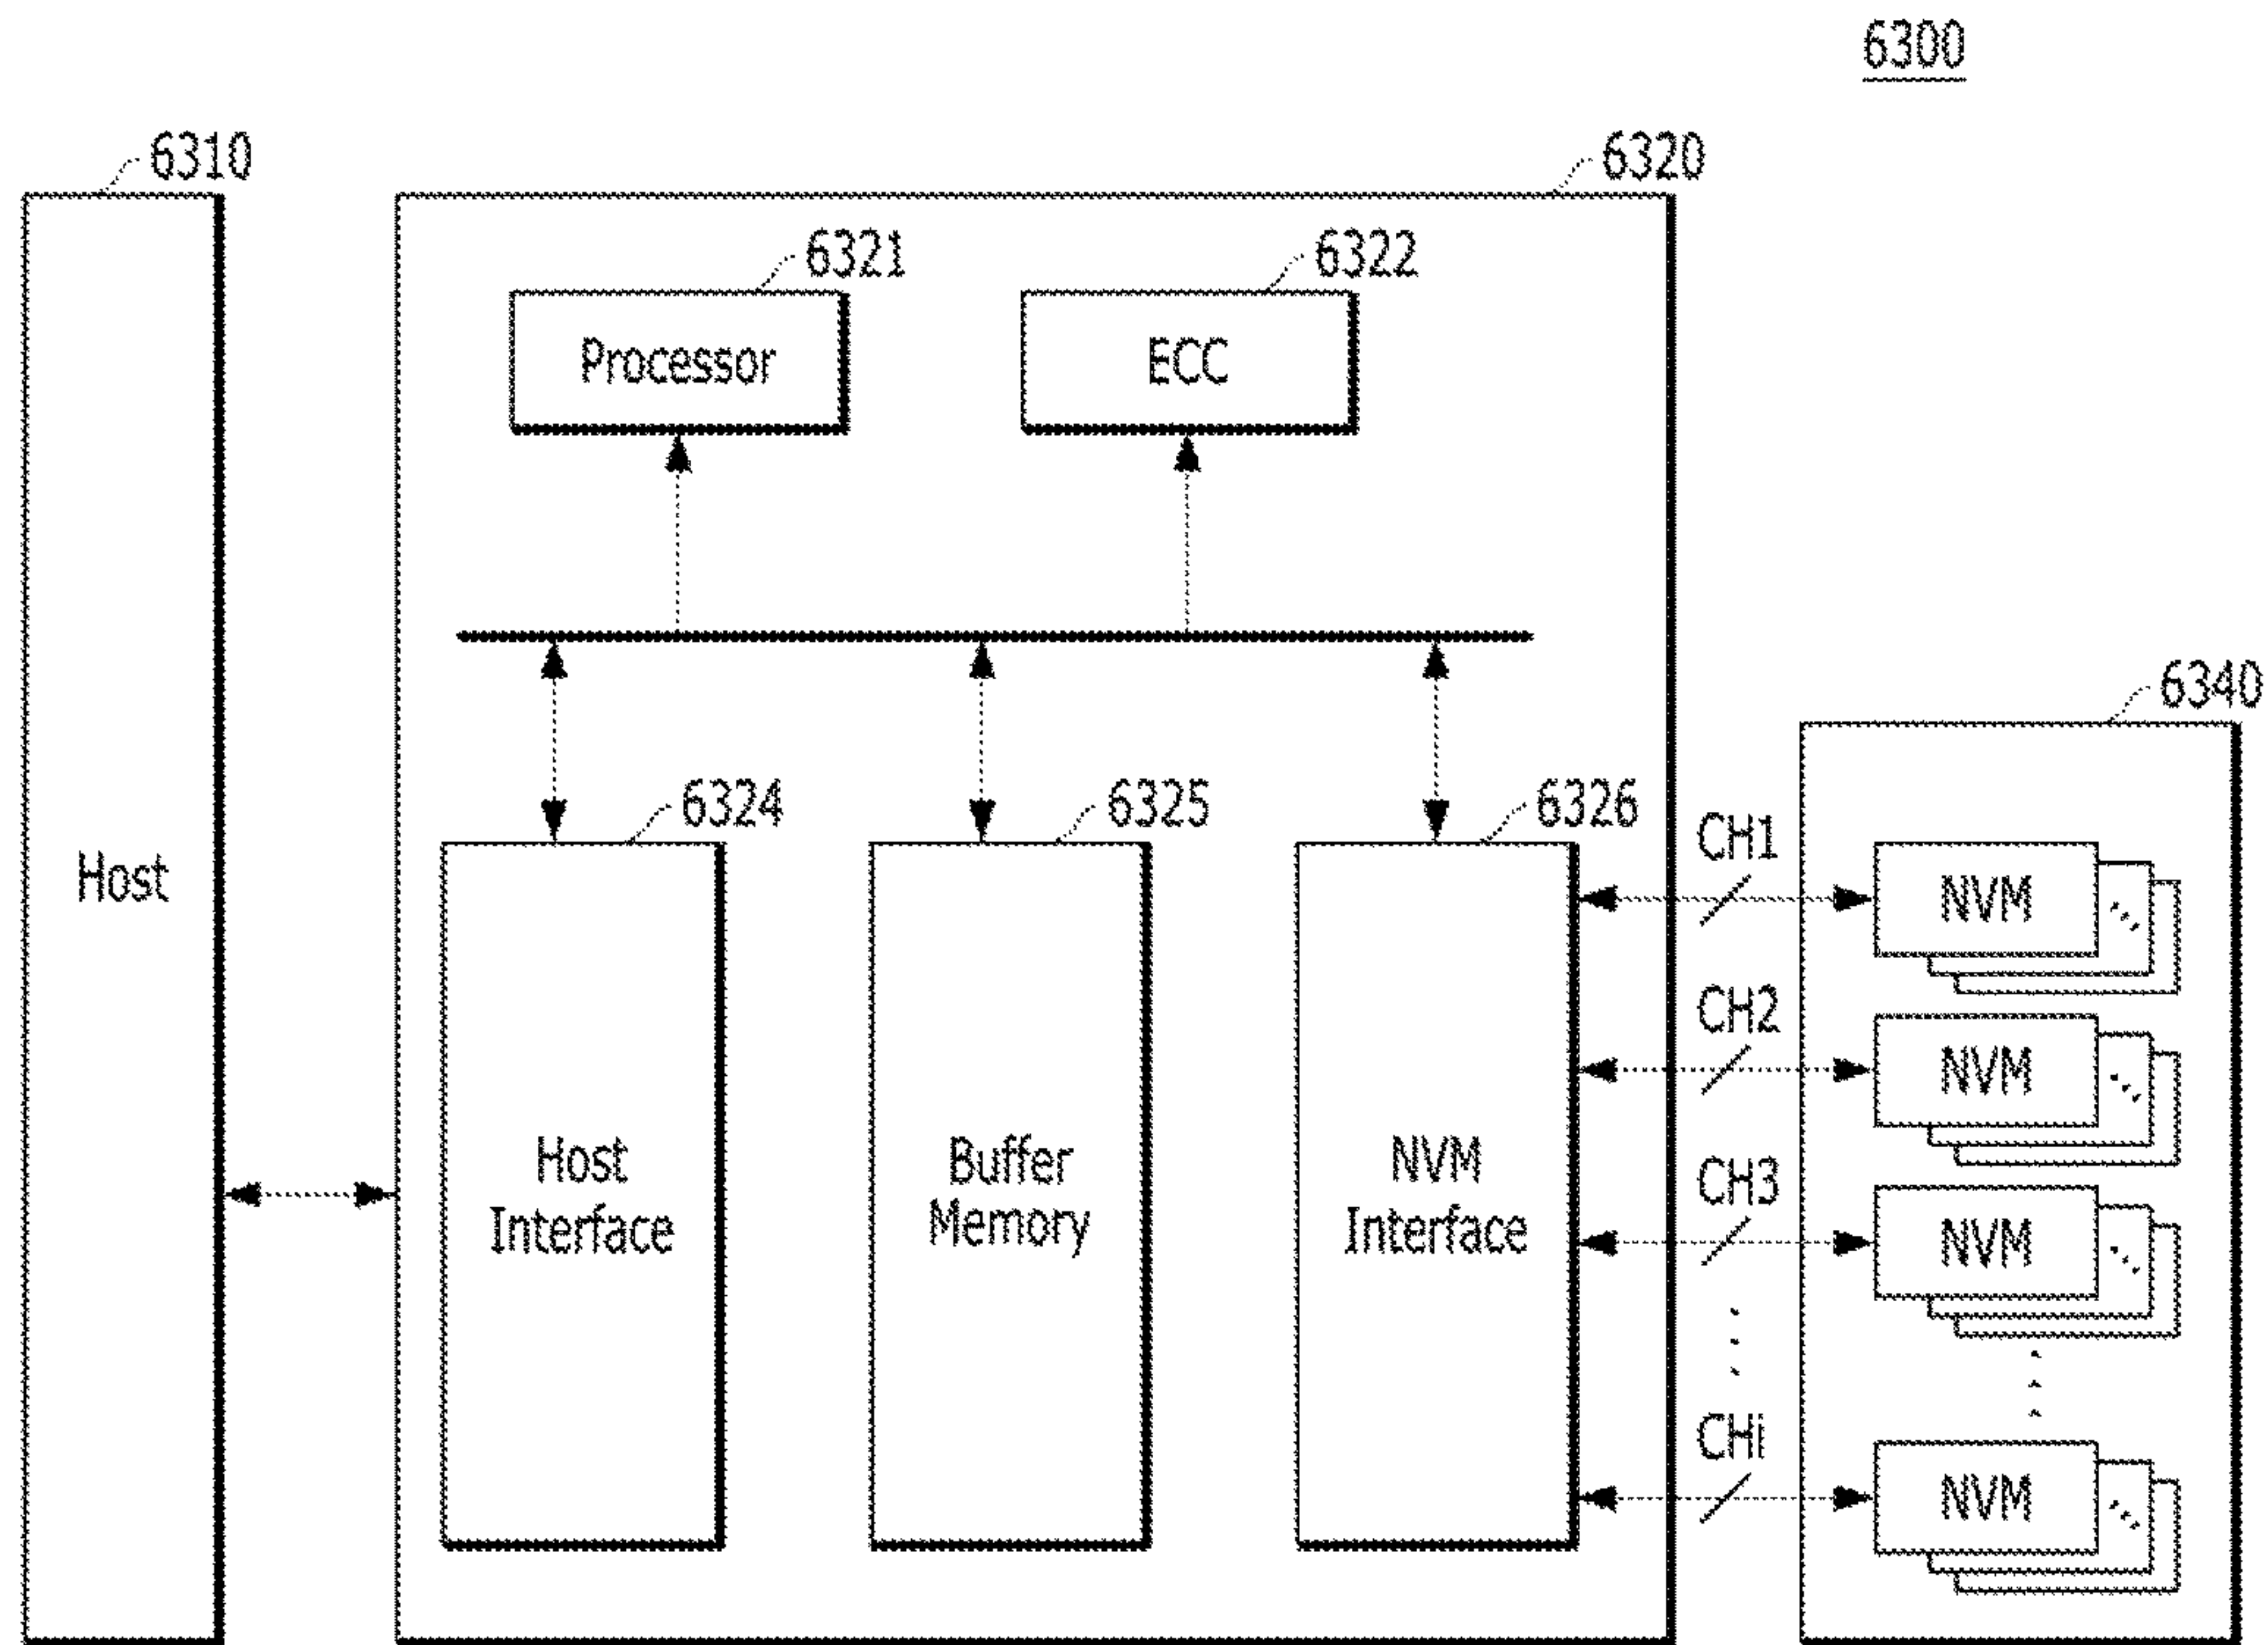 6300
6310
6320
6321
6322
Processor
ECC
6340
6324
6325
6326
CH1
Host
NVM
CH2
NVM
Host
Interface
Buffer
Memory
NVM
Interface
CH3
NVM
CHi
NVM